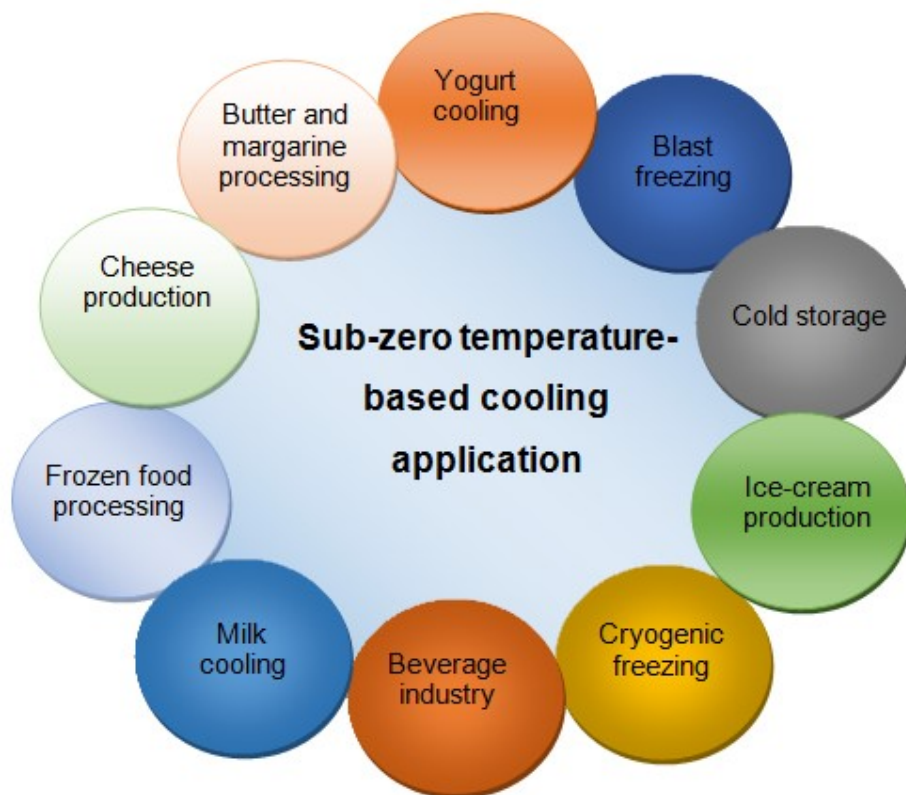 Yogurt
cooling
Blast
freezing
Cold storage
Ice-cream
production
Cryogenic
freezing
Beverage
industry
Milk
cooling
Frozen food
processing
Cheese
production
Butter and
margarine
processing
Sub-zero temperature-
based cooling
application